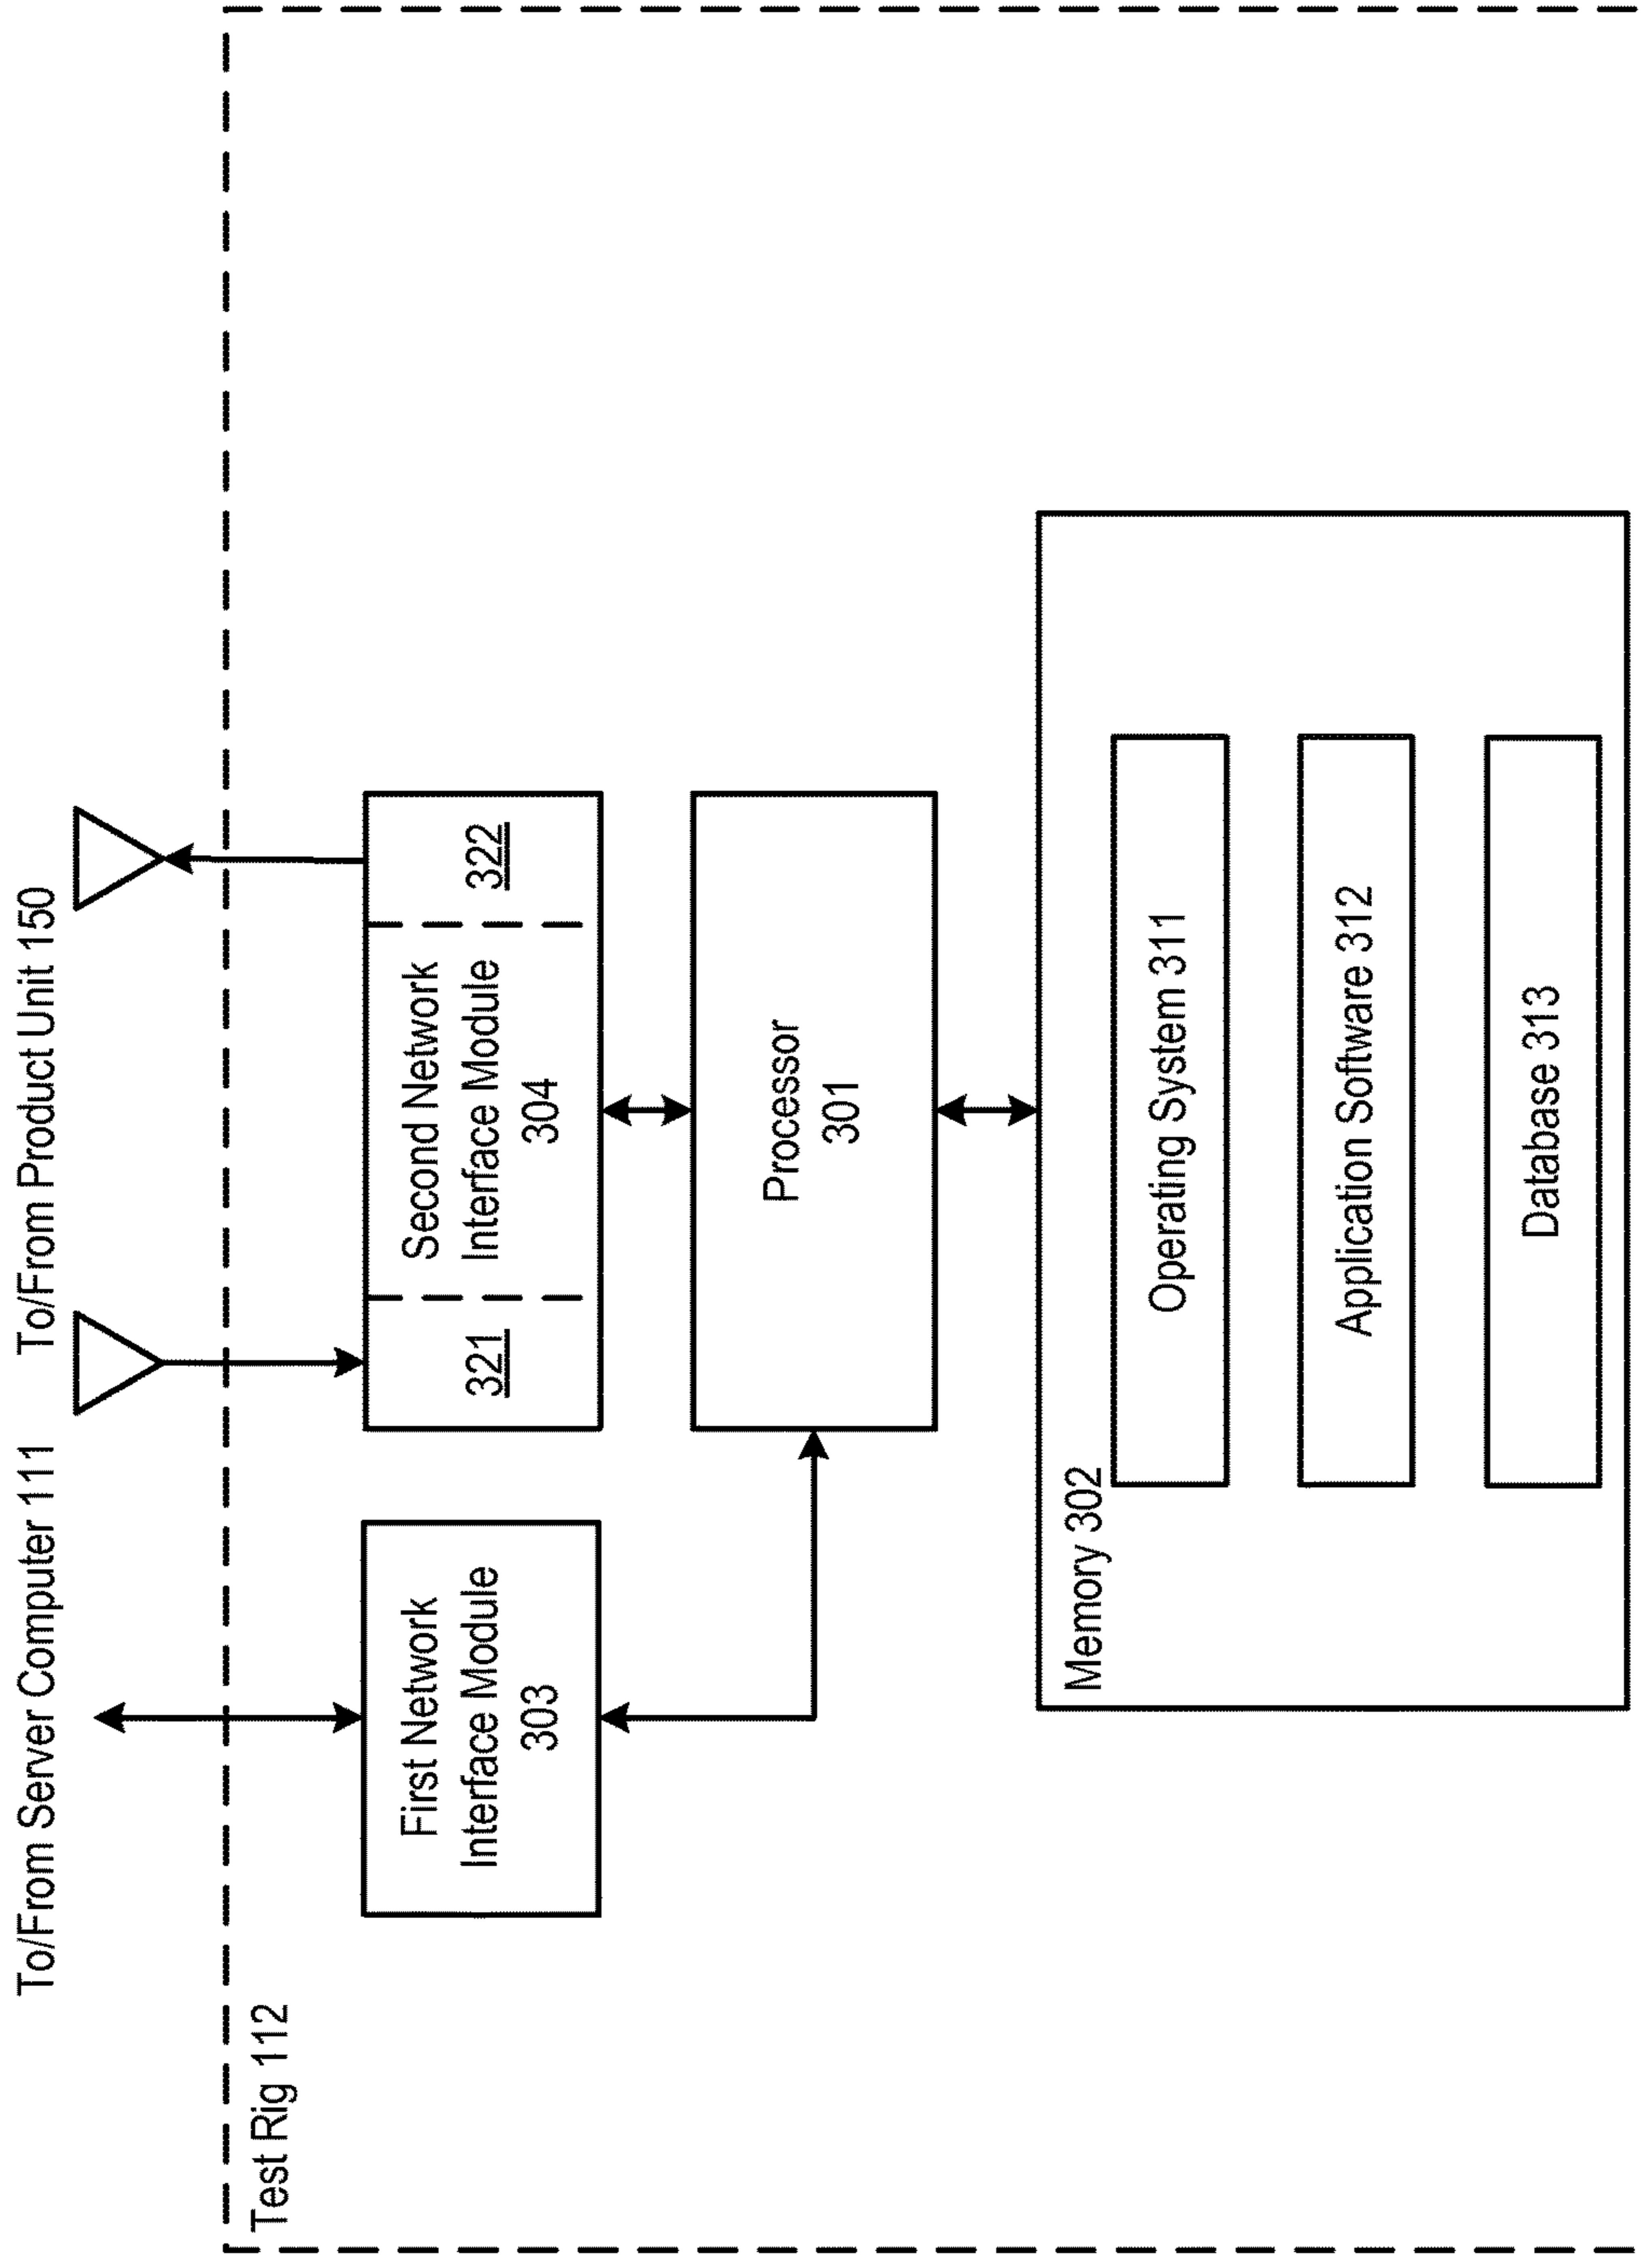 To/From Server Computer 111
To/From Product Unit 150
Test Rig 112
First Network
Interface Module
303
321
Second Network
Interface Module
304
322
Processor
301
Memory 302
Operating System 311
Application Software 312
Database 313